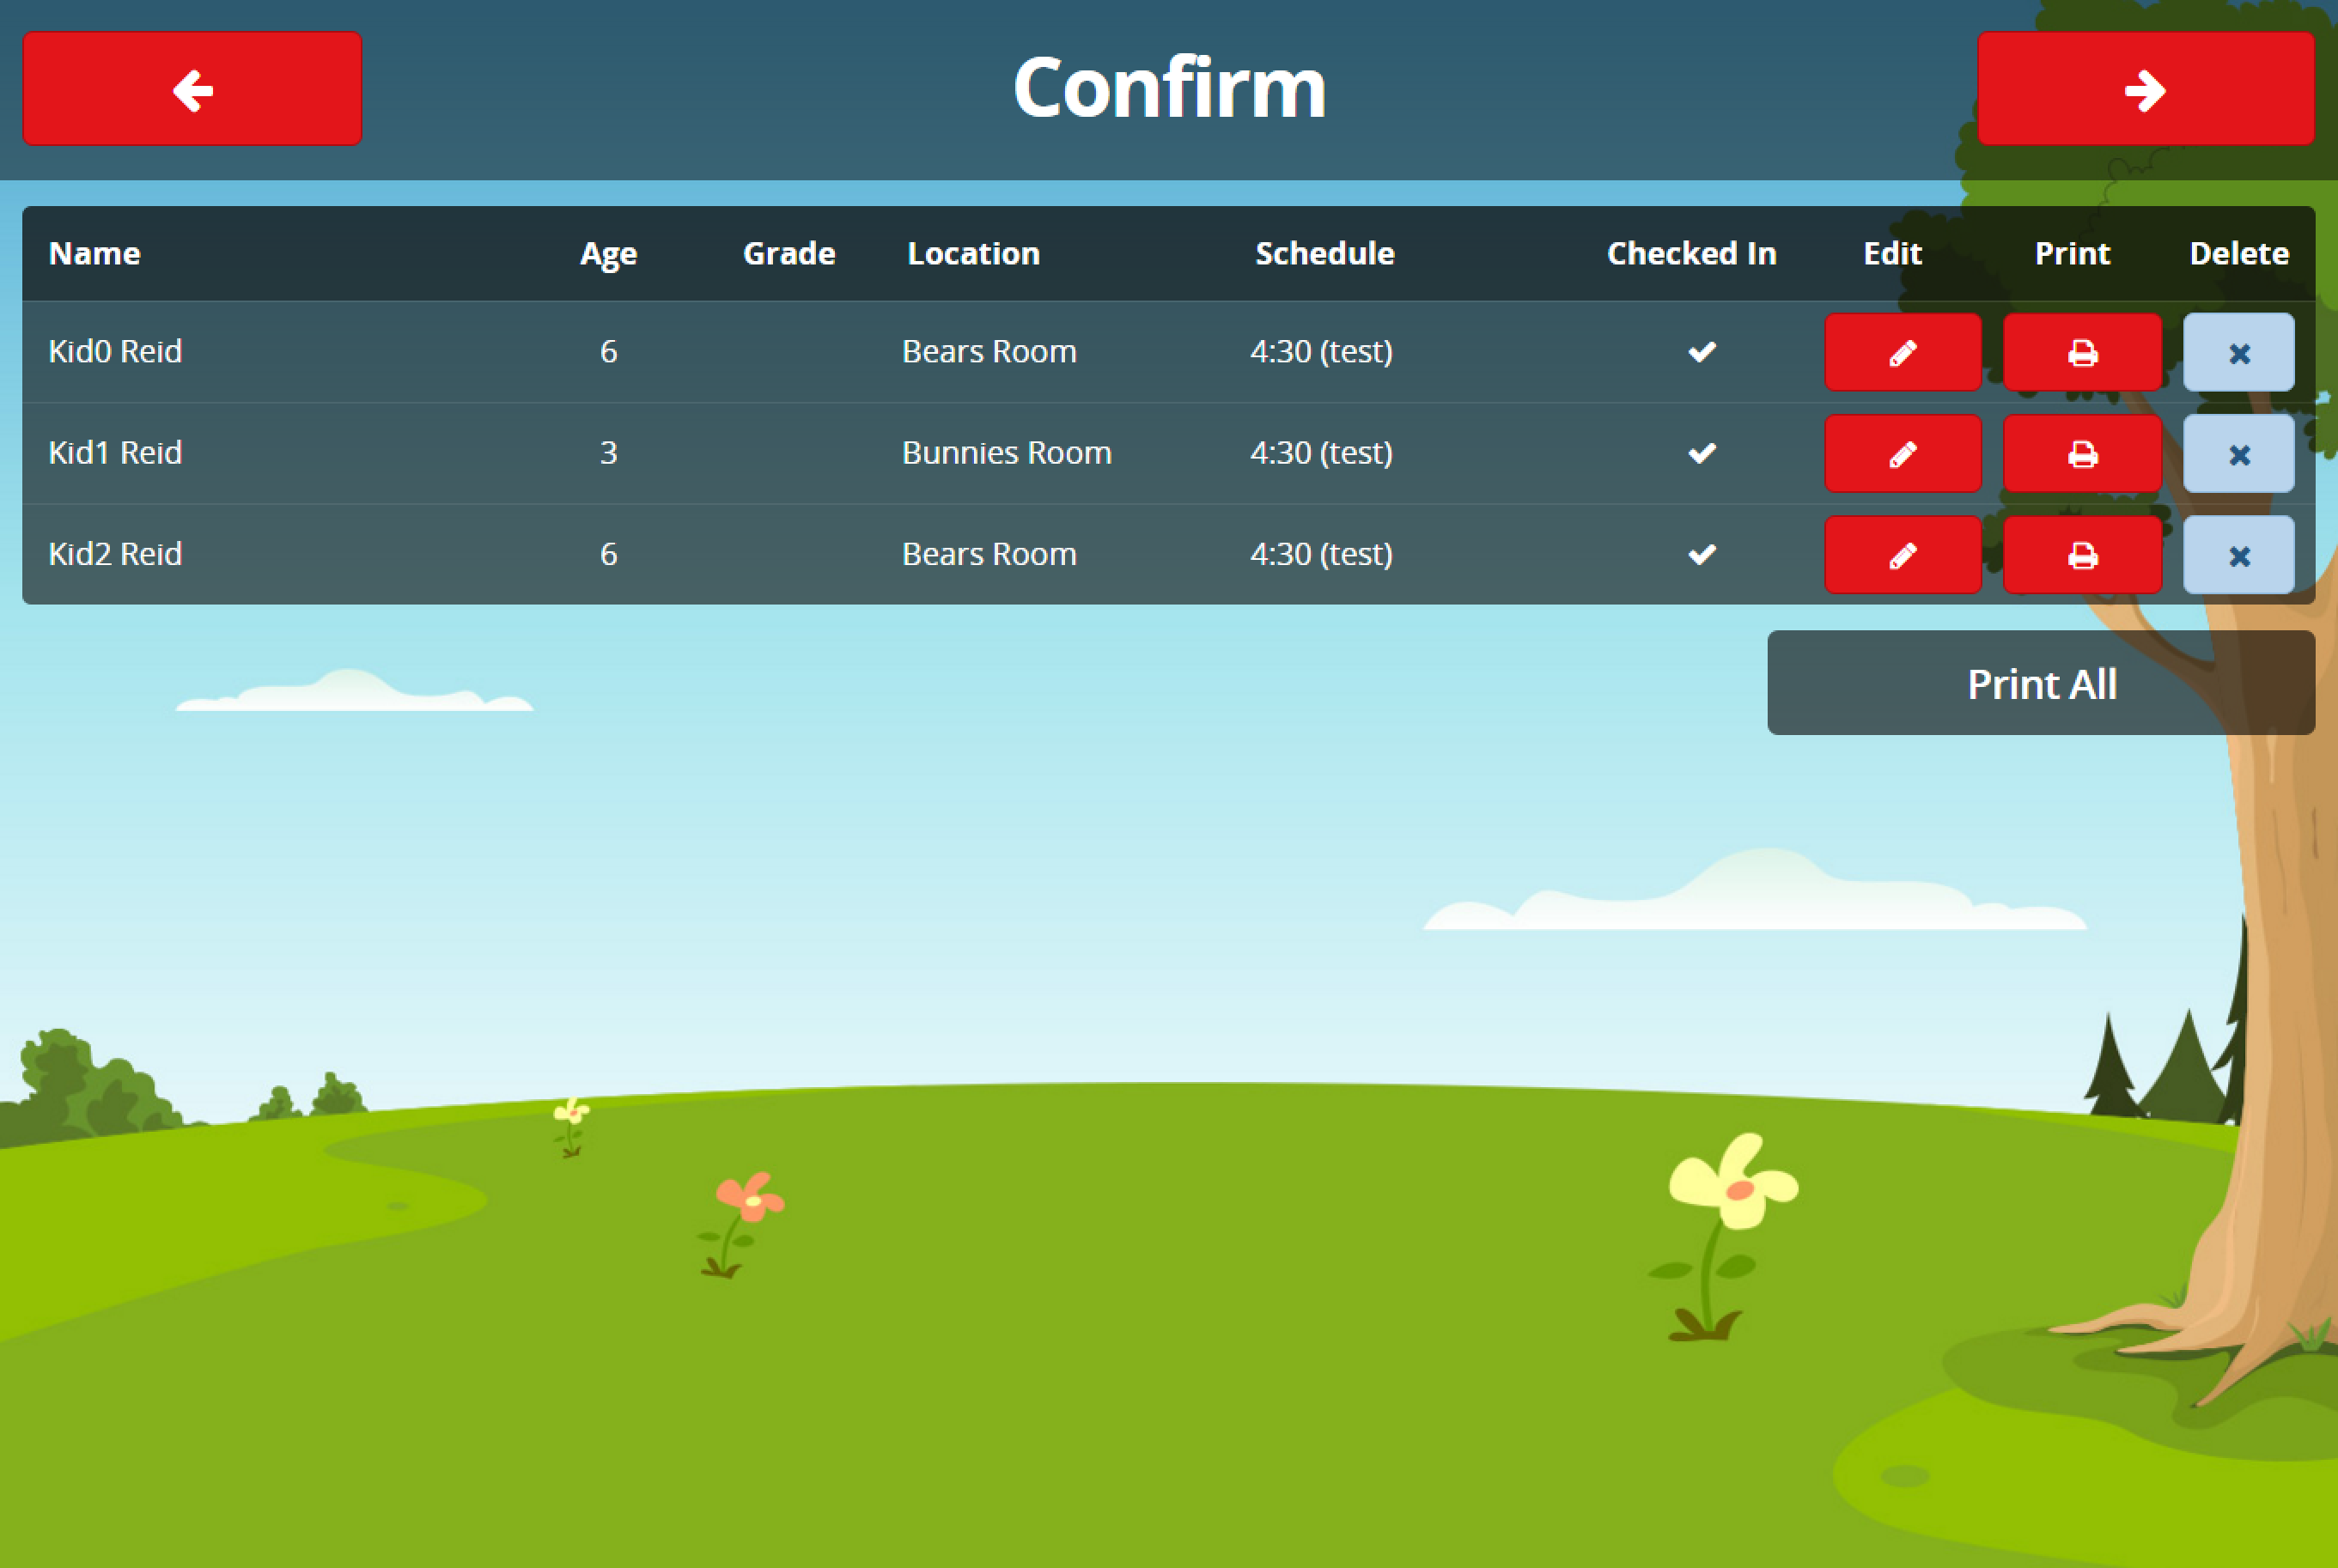 Confirm
Name Age Grade Location Schedule Checked In Edit Print Delete
Kid0 Reid 6 Bears Room 4:30 (test)
Kid1 Reid 3 Bunnies Room 4:30 (test)
Kid2 Reid 6 Bears Room 4:30 (test)
Print All